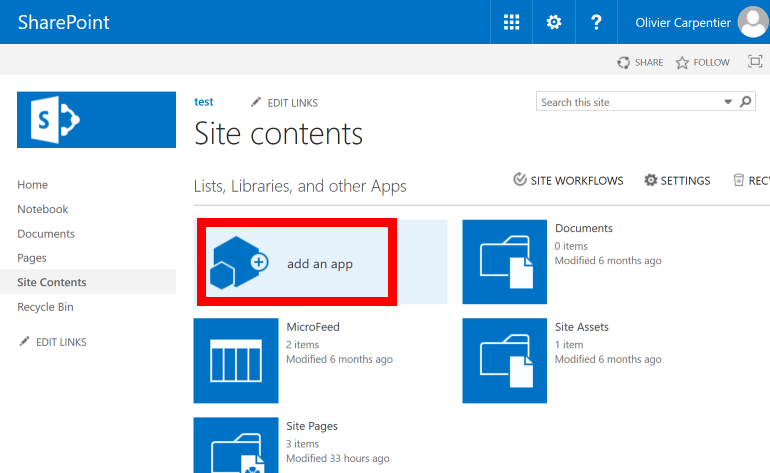 SharePoint
?
Olivier Carpentier
SHARE
FOLLOW
S
test
EDIT LINKS
Search this site
Site contents
Home
Notebook
Documents
Pages
Site Contents
Recycle Bin
EDIT LINKS
Lists, Libraries, and other Apps
SITE WORKFLOWS
SETTINGS
RECY
add an app
Documents
0 items
Modified 6 months ago
MicroFeed
2 items
Modified 6 months ago
Site Assets
1 item
Modified 6 months ago
Site Pages
3 items
Modified 33 hours ago